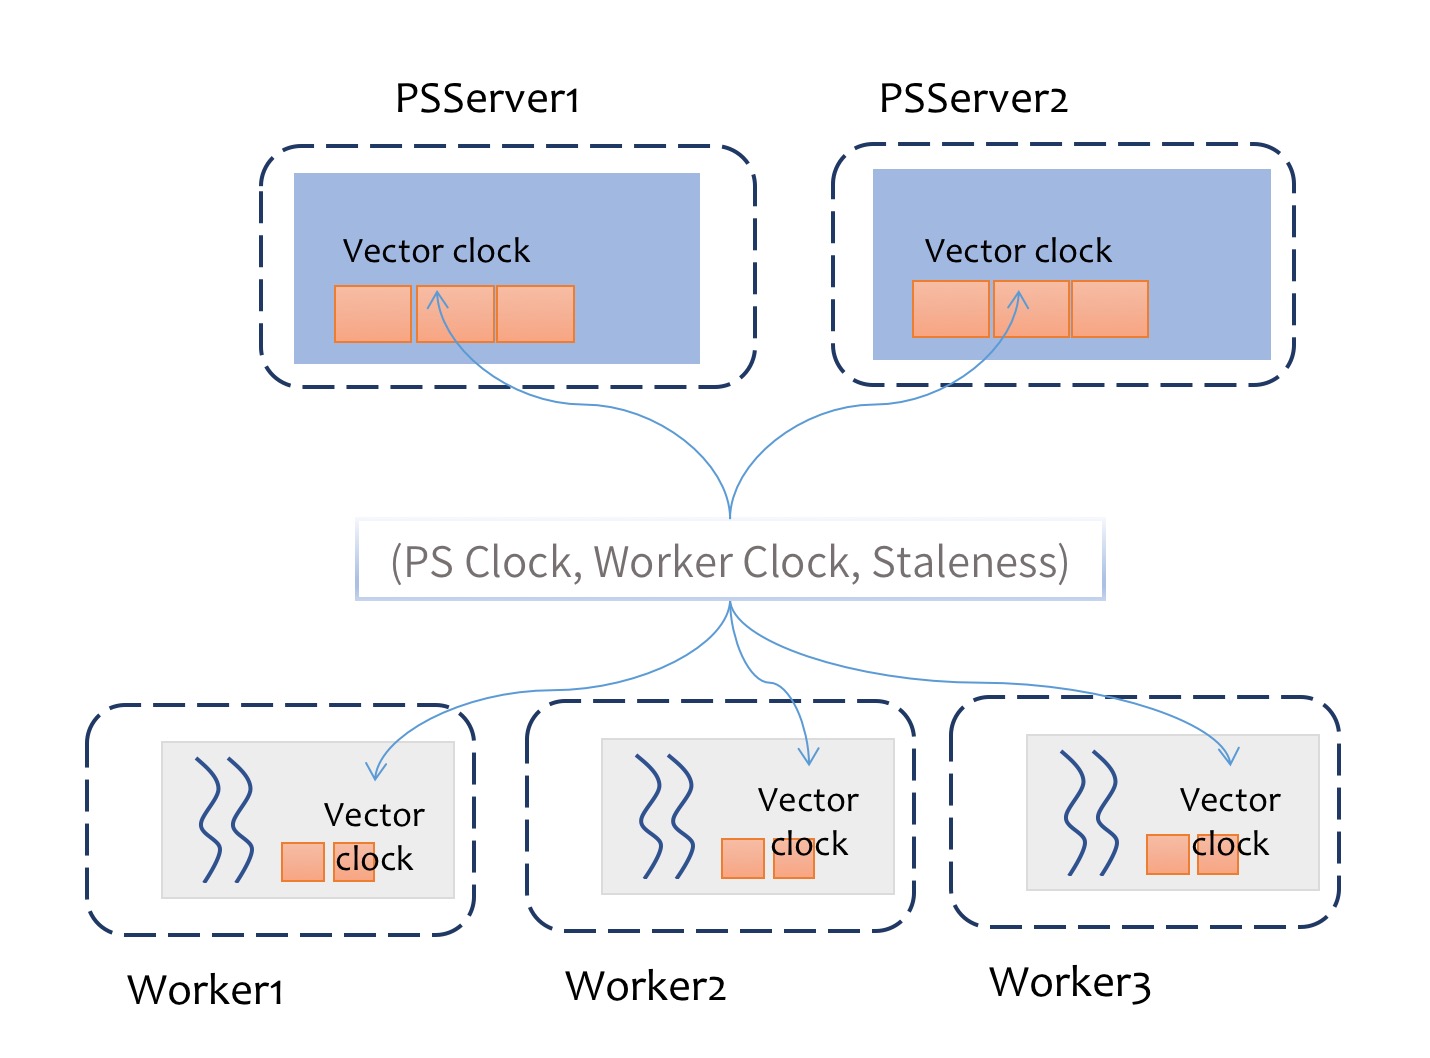 PSServer1
PSServer2
Vector clock
Vector clock
(PS Clock, Worker Clock, Staleness)
Vector
clock
Vector
clock
Vector
clock
Worker1
Worker2
Worker3